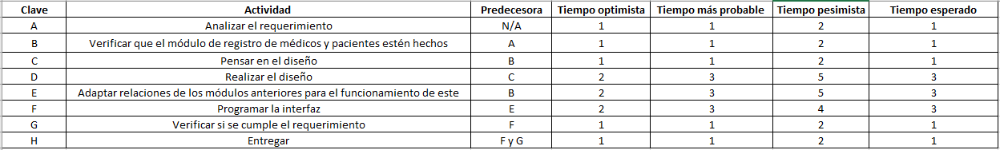 Clave Actividad Predecesora Tiempo optimista Tiempo más probable Tiempo pesimista Tiempo esperado
A Analizar el requerimiento N/A 1 1 2 1
B Verificar que el módulo de registro de médicos y pacientes estén hechos A 1 1 2 1
C Pensar en el diseño B 1 1 2 1
D Realizar el diseño C 2 3 5 3
E Adaptar relaciones de los módulos anteriores para el funcionamiento de este B 2 3 5 3
F Programar la interfaz E 2 3 4 3
G Verificar si se cumple el requerimiento F 1 1 2 1
H Entregar F y G 1 1 2 1